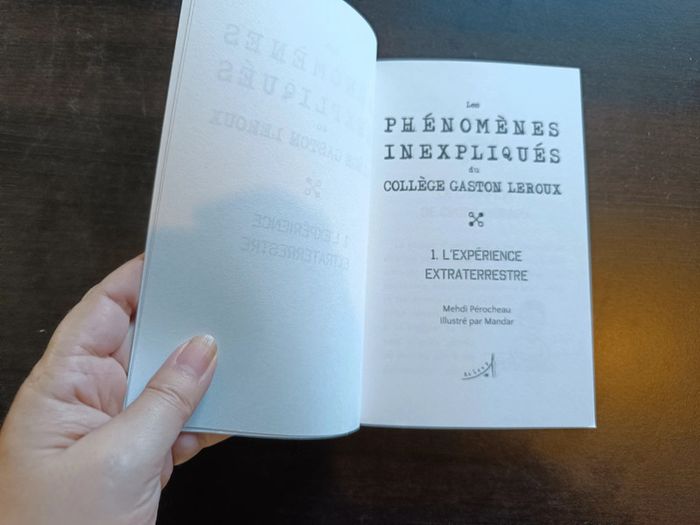 Les
PHÉNOMÈNES
INEXPLIQUÉS
du
COLLÈGE GASTON LEROUX
1. L'EXPÉRIENCE
EXTRATERRESTRE
Mehdi Pérocheau
Illustré par Mandar